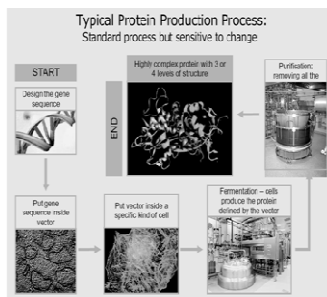 Typical Protein Production Process:
Standard process but sensitive to change
START
Design the gene
sequence
Put gene
sequence inside
vector
Put vector inside a
specific kind of cell
Fermentation – cells
produce the protein
defined by the vector
Purification:
removing all the
Highly complex protein with 3 or
4 levels of structure
END